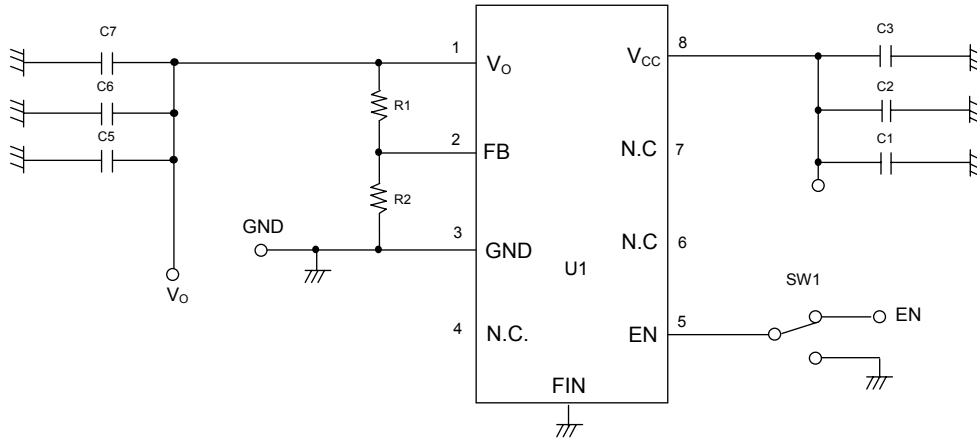 C7
C6
C5
1
VO
R1
2
FB
R2
GND
3
GND
VO
4
N.C.
U1
FIN
8
VCC
C3
C2
C1
N.C
7
N.C
6
SW1
EN
5
EN